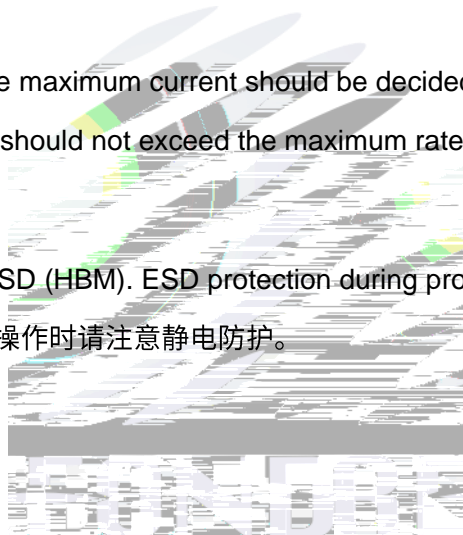 e maximum current should be decided
should not exceed the maximum rate
SD (HBM). ESD protection during pro
操作时请注意静电防护。